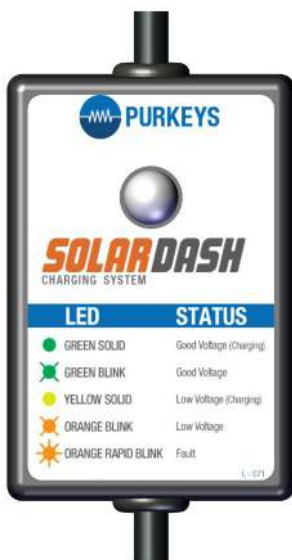 PURKEYS
SOLARDASH
CHARGING SYSTEM
LED STATUS
GREEN SOLID Good Voltage (Charging)
GREEN BLINK Good Voltage
YELLOW SOLID Low Voltage (Charging)
ORANGE BLINK Low Voltage
ORANGE RAPID BLINK Fault
L-071